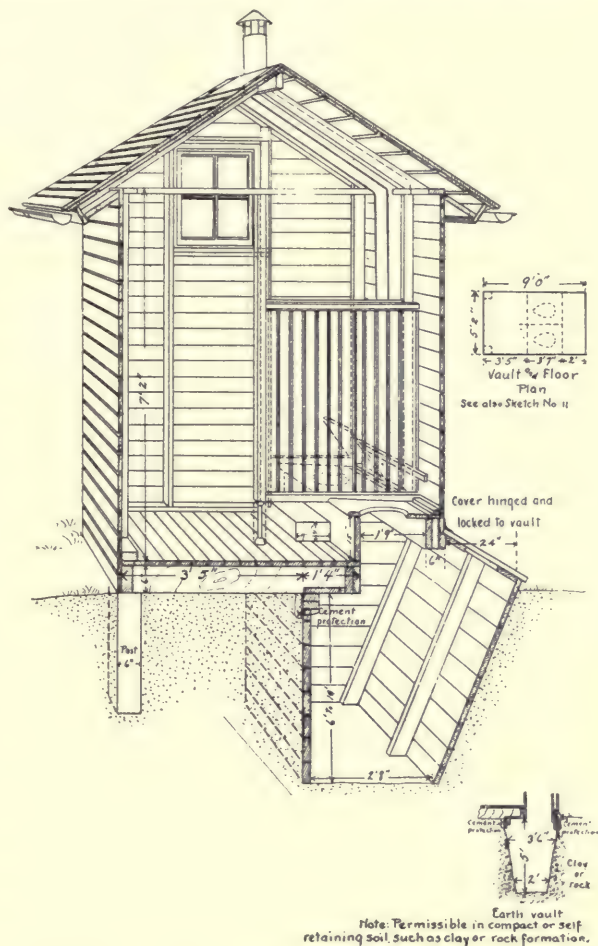 9'0"
5'2"
3'5" 3'7" 2'
Vault & Floor
Plan
See also Sketch No 11
7'2"
Cover hinged and
locked to vault
24"
1'9"
6"
3'5" 1'4"
6"
Cement
protection
Post
6"
2'8"
Cement
protection
Cement
protection
3'6"
5'
2'
Clay
or
rock
Earth vault
Note: Permissible in compact or self
retaining soil, such as clay or rock formation.